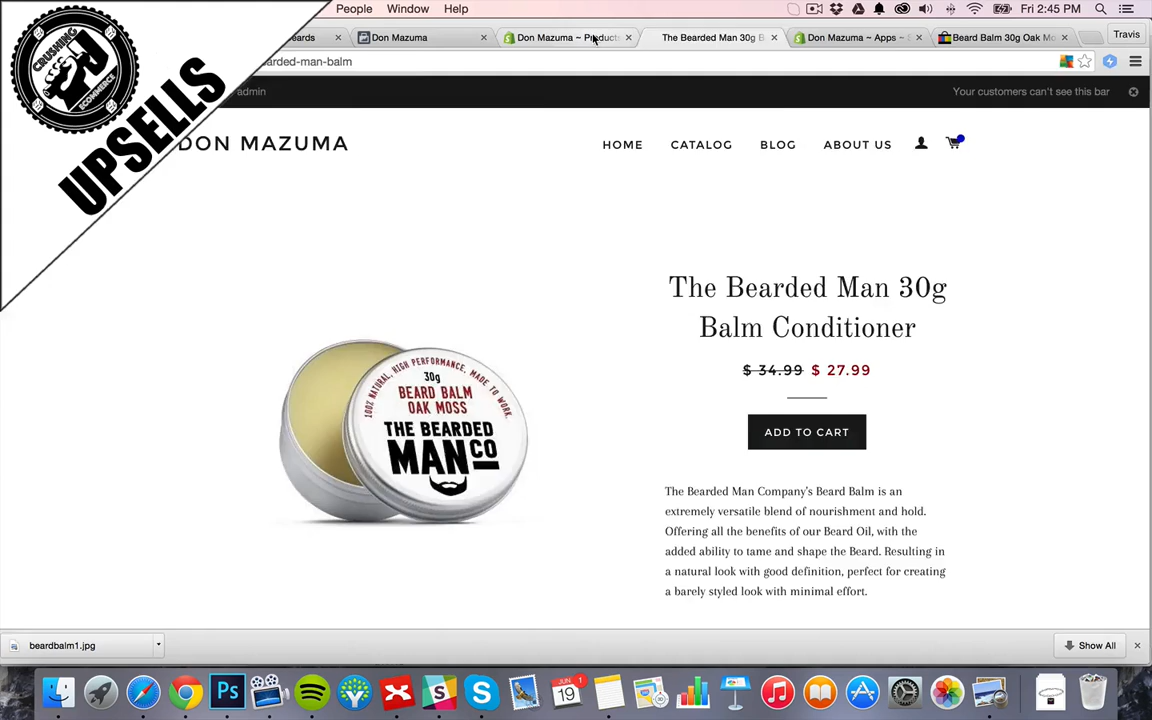 People Window Help
Fri 2:45 PM
Don Mazuma
Don Mazuma ~ Products
The Bearded Man 30g B
Don Mazuma ~ Apps ~ S
Beard Balm 30g Oak Mo
Travis
arded-man-balm
admin
Your customers can't see this bar
CRUSHING
ECOMMERCE
UPSELLS
DON MAZUMA
HOME CATALOG BLOG ABOUT US
The Bearded Man 30g
Balm Conditioner
$ 34.99 $ 27.99
ADD TO CART
100% NATURAL, HIGH PERFORMANCE, MADE TO WORK.
30g
BEARD BALM
OAK MOSS
THE BEARDED
MAN CO
The Bearded Man Company's Beard Balm is an
extremely versatile blend of nourishment and hold.
Offering all the benefits of our Beard Oil, with the
added ability to tame and shape the Beard. Resulting in
a natural look with good definition, perfect for creating
a barely styled look with minimal effort.
beardbalm1.jpg
Show All
Ps
JUN
19
1